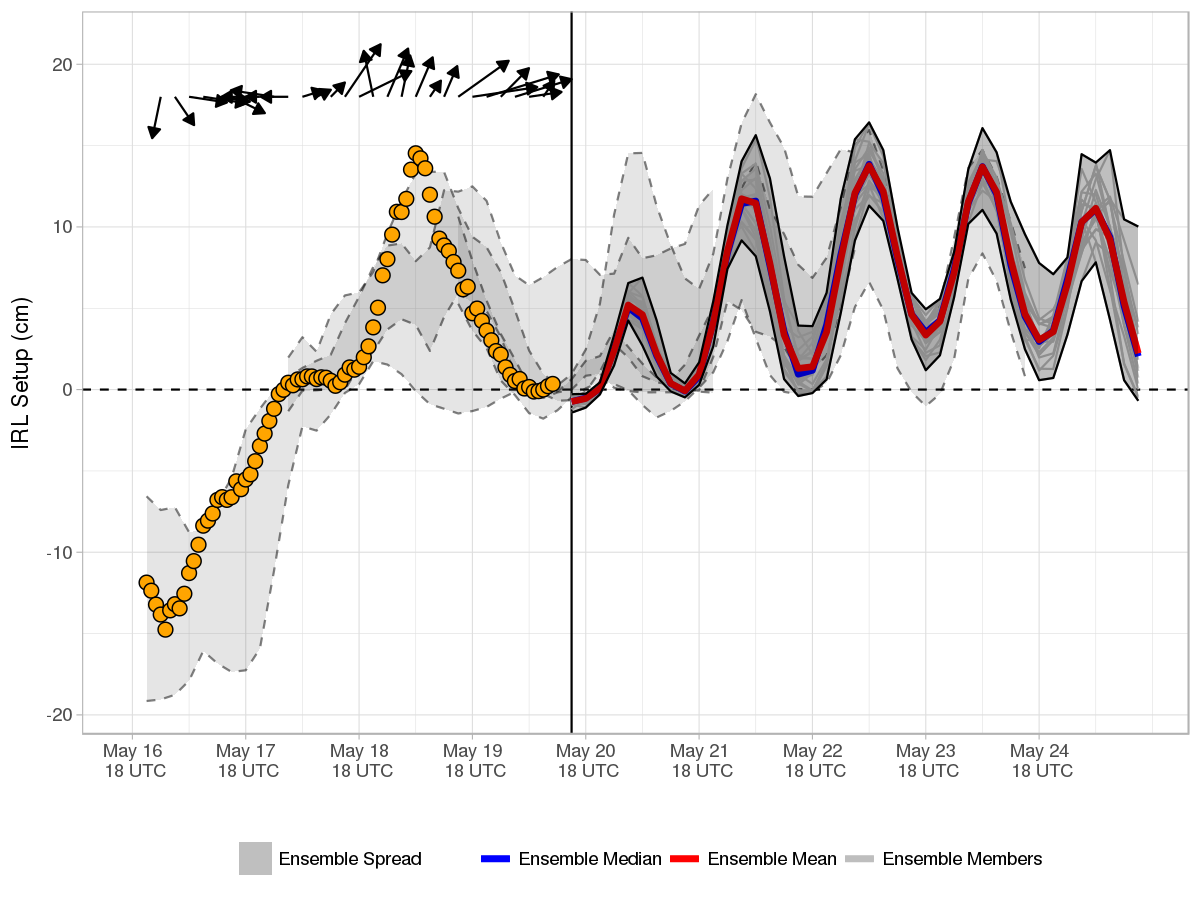 IRL Setup (cm)
20
10
0
-10
-20
May 16
18 UTC
May 17
18 UTC
May 18
18 UTC
May 19
18 UTC
May 20
18 UTC
May 21
18 UTC
May 22
18 UTC
May 23
18 UTC
May 24
18 UTC
Ensemble Spread
Ensemble Median
Ensemble Mean
Ensemble Members